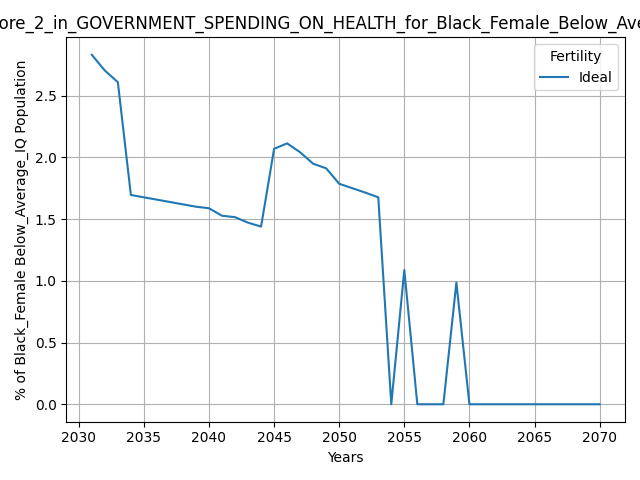 ore_2_in_GOVERNMENT_SPENDING_ON_HEALTH_for_Black_Female_Below_Ave
Fertility
Ideal
% of Black_Female Below_Average_IQ Population
2.5
2.0
1.5
1.0
0.5
0.0
2030 2035 2040 2045 2050 2055 2060 2065 2070
Years